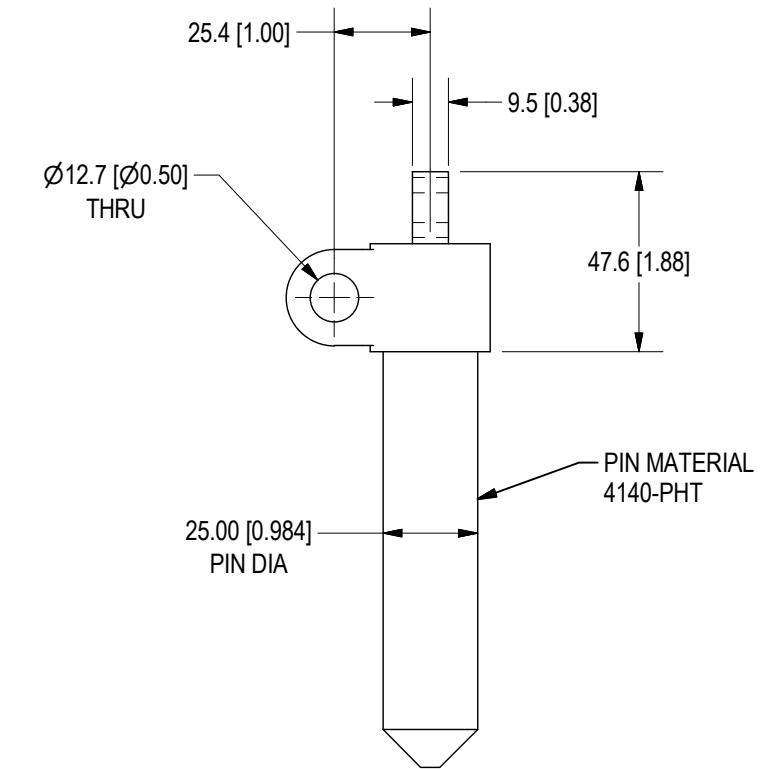 25.4 [1.00]
9.5 [0.38]
Ø12.7 [Ø0.50]
THRU
47.6 [1.88]
PIN MATERIAL
4140-PHT
25.00 [0.984]
PIN DIA